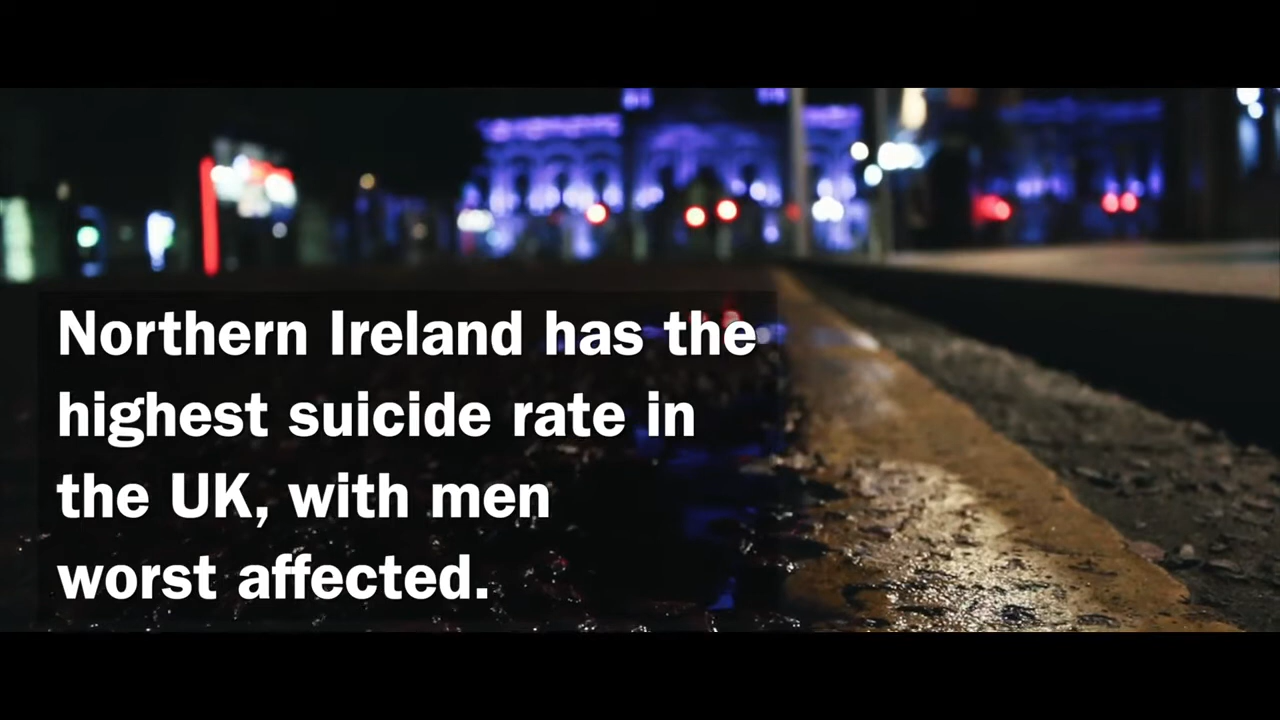 Northern Ireland has the
highest suicide rate in
the UK, with men
worst affected.